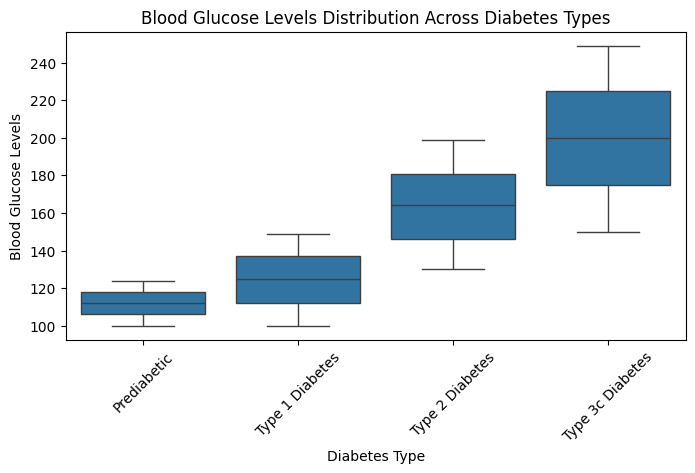 Blood Glucose Levels Distribution Across Diabetes Types
Blood Glucose Levels
240
220
200
180
160
140
120
100
Prediabetic
Type 1 Diabetes
Type 2 Diabetes
Type 3c Diabetes
Diabetes Type